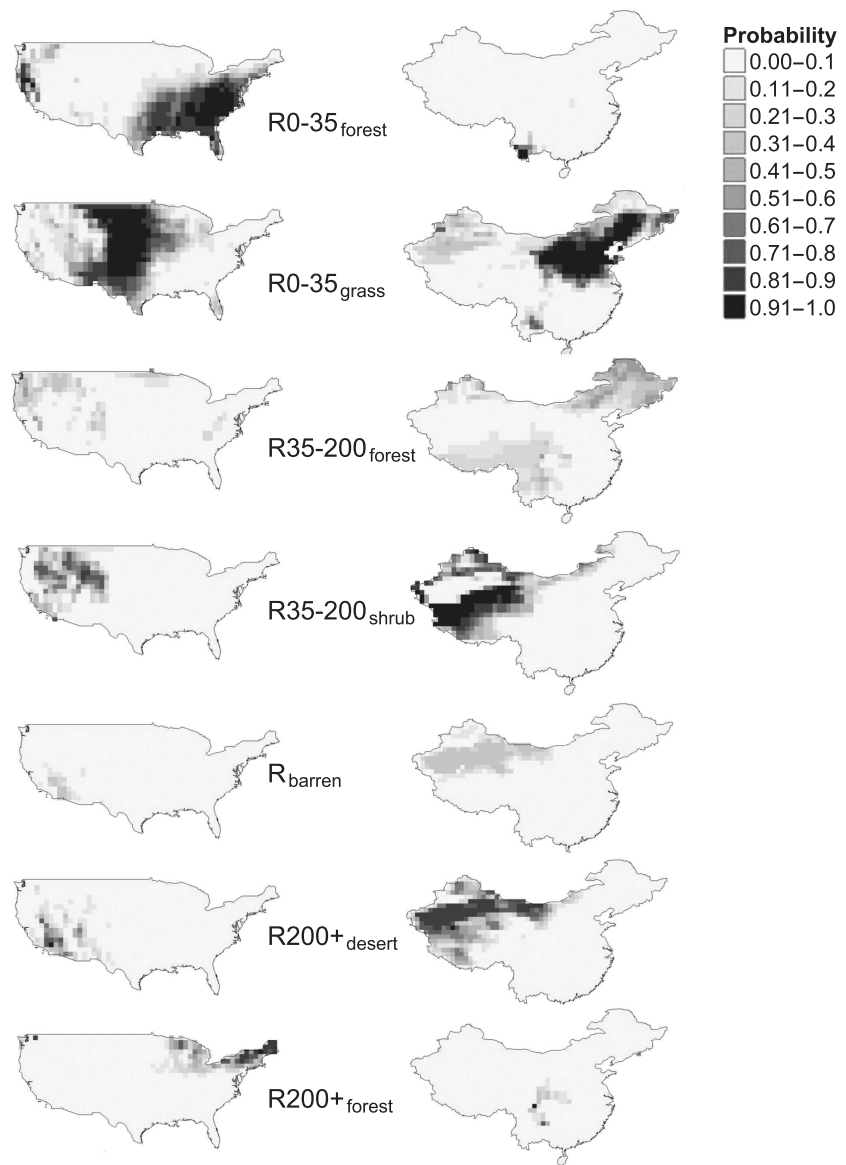 Probability
0.00–0.1
0.11–0.2
0.21–0.3
0.31–0.4
0.41–0.5
0.51–0.6
0.61–0.7
0.71–0.8
0.81–0.9
0.91–1.0
R0-35forest
R0-35grass
R35-200forest
R35-200shrub
Rbarren
R200+desert
R200+forest